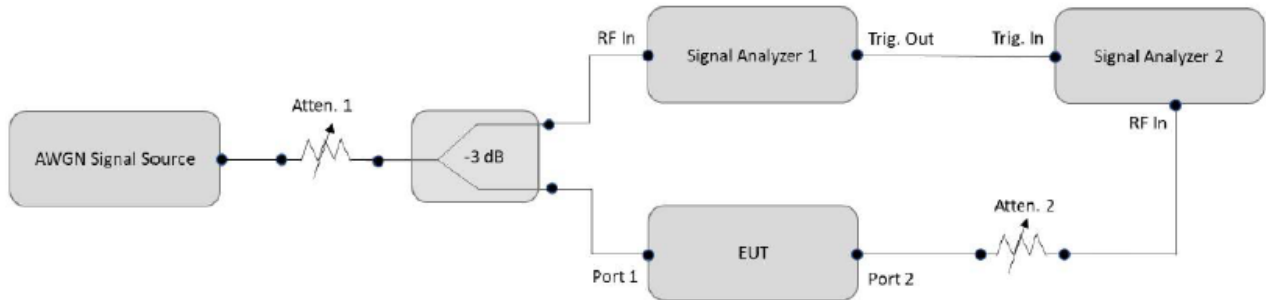 RF In
Signal Analyzer 1
Trig. Out
Trig. In
Signal Analyzer 2
RF In
Atten. 1
AWGN Signal Source
-3 dB
Atten. 2
EUT
Port 1
Port 2